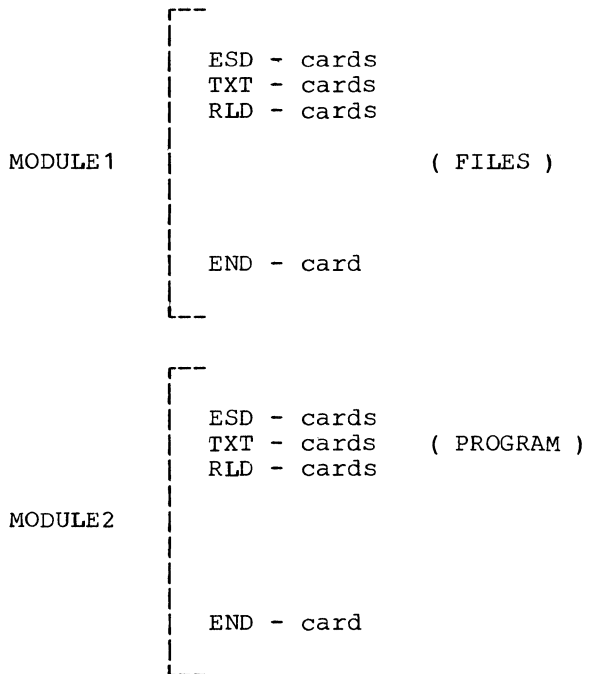 ESD - cards
TXT - cards
RLD - cards
MODULE1 ( FILES )
END - card
ESD - cards
TXT - cards ( PROGRAM )
RLD - cards
MODULE2
END - card